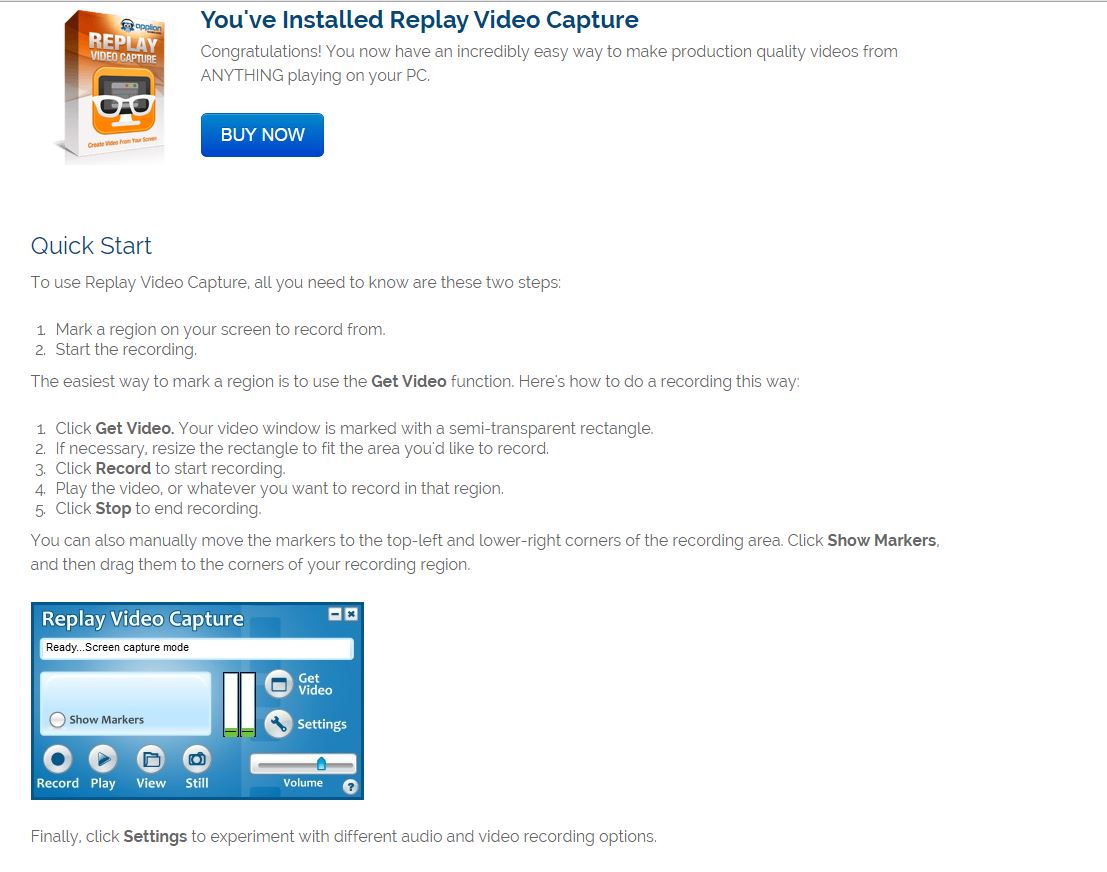 applian
REPLAY
VIDEO CAPTURE
Create Video From Your Screen
You've Installed Replay Video Capture
Congratulations! You now have an incredibly easy way to make production quality videos from
ANYTHING playing on your PC.
BUY NOW
Quick Start
To use Replay Video Capture, all you need to know are these two steps:
1. Mark a region on your screen to record from.
2. Start the recording.
The easiest way to mark a region is to use the Get Video function. Here's how to do a recording this way:
1. Click Get Video. Your video window is marked with a semi-transparent rectangle.
2. If necessary, resize the rectangle to fit the area you'd like to record.
3. Click Record to start recording.
4. Play the video, or whatever you want to record in that region.
5. Click Stop to end recording.
You can also manually move the markers to the top-left and lower-right corners of the recording area. Click Show Markers,
and then drag them to the corners of your recording region.
Replay Video Capture
Ready...Screen capture mode
Get
Video
Show Markers
Settings
Record Play View Still
Volume
?
Finally, click Settings to experiment with different audio and video recording options.